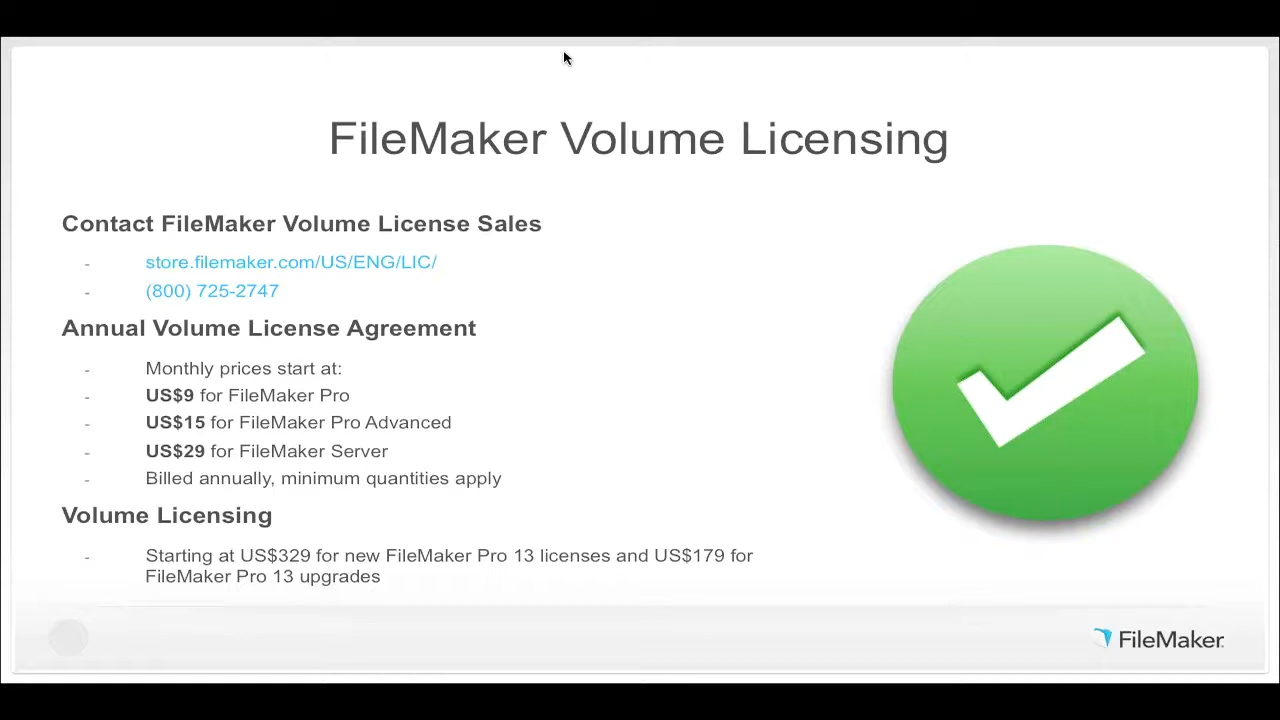 FileMaker Volume Licensing
Contact FileMaker Volume License Sales
- store.filemaker.com/US/ENG/LIC/
- (800) 725-2747
Annual Volume License Agreement
- Monthly prices start at:
- US$9 for FileMaker Pro
- US$15 for FileMaker Pro Advanced
- US$29 for FileMaker Server
- Billed annually, minimum quantities apply
Volume Licensing
- Starting at US$329 for new FileMaker Pro 13 licenses and US$179 for
FileMaker Pro 13 upgrades
FileMaker